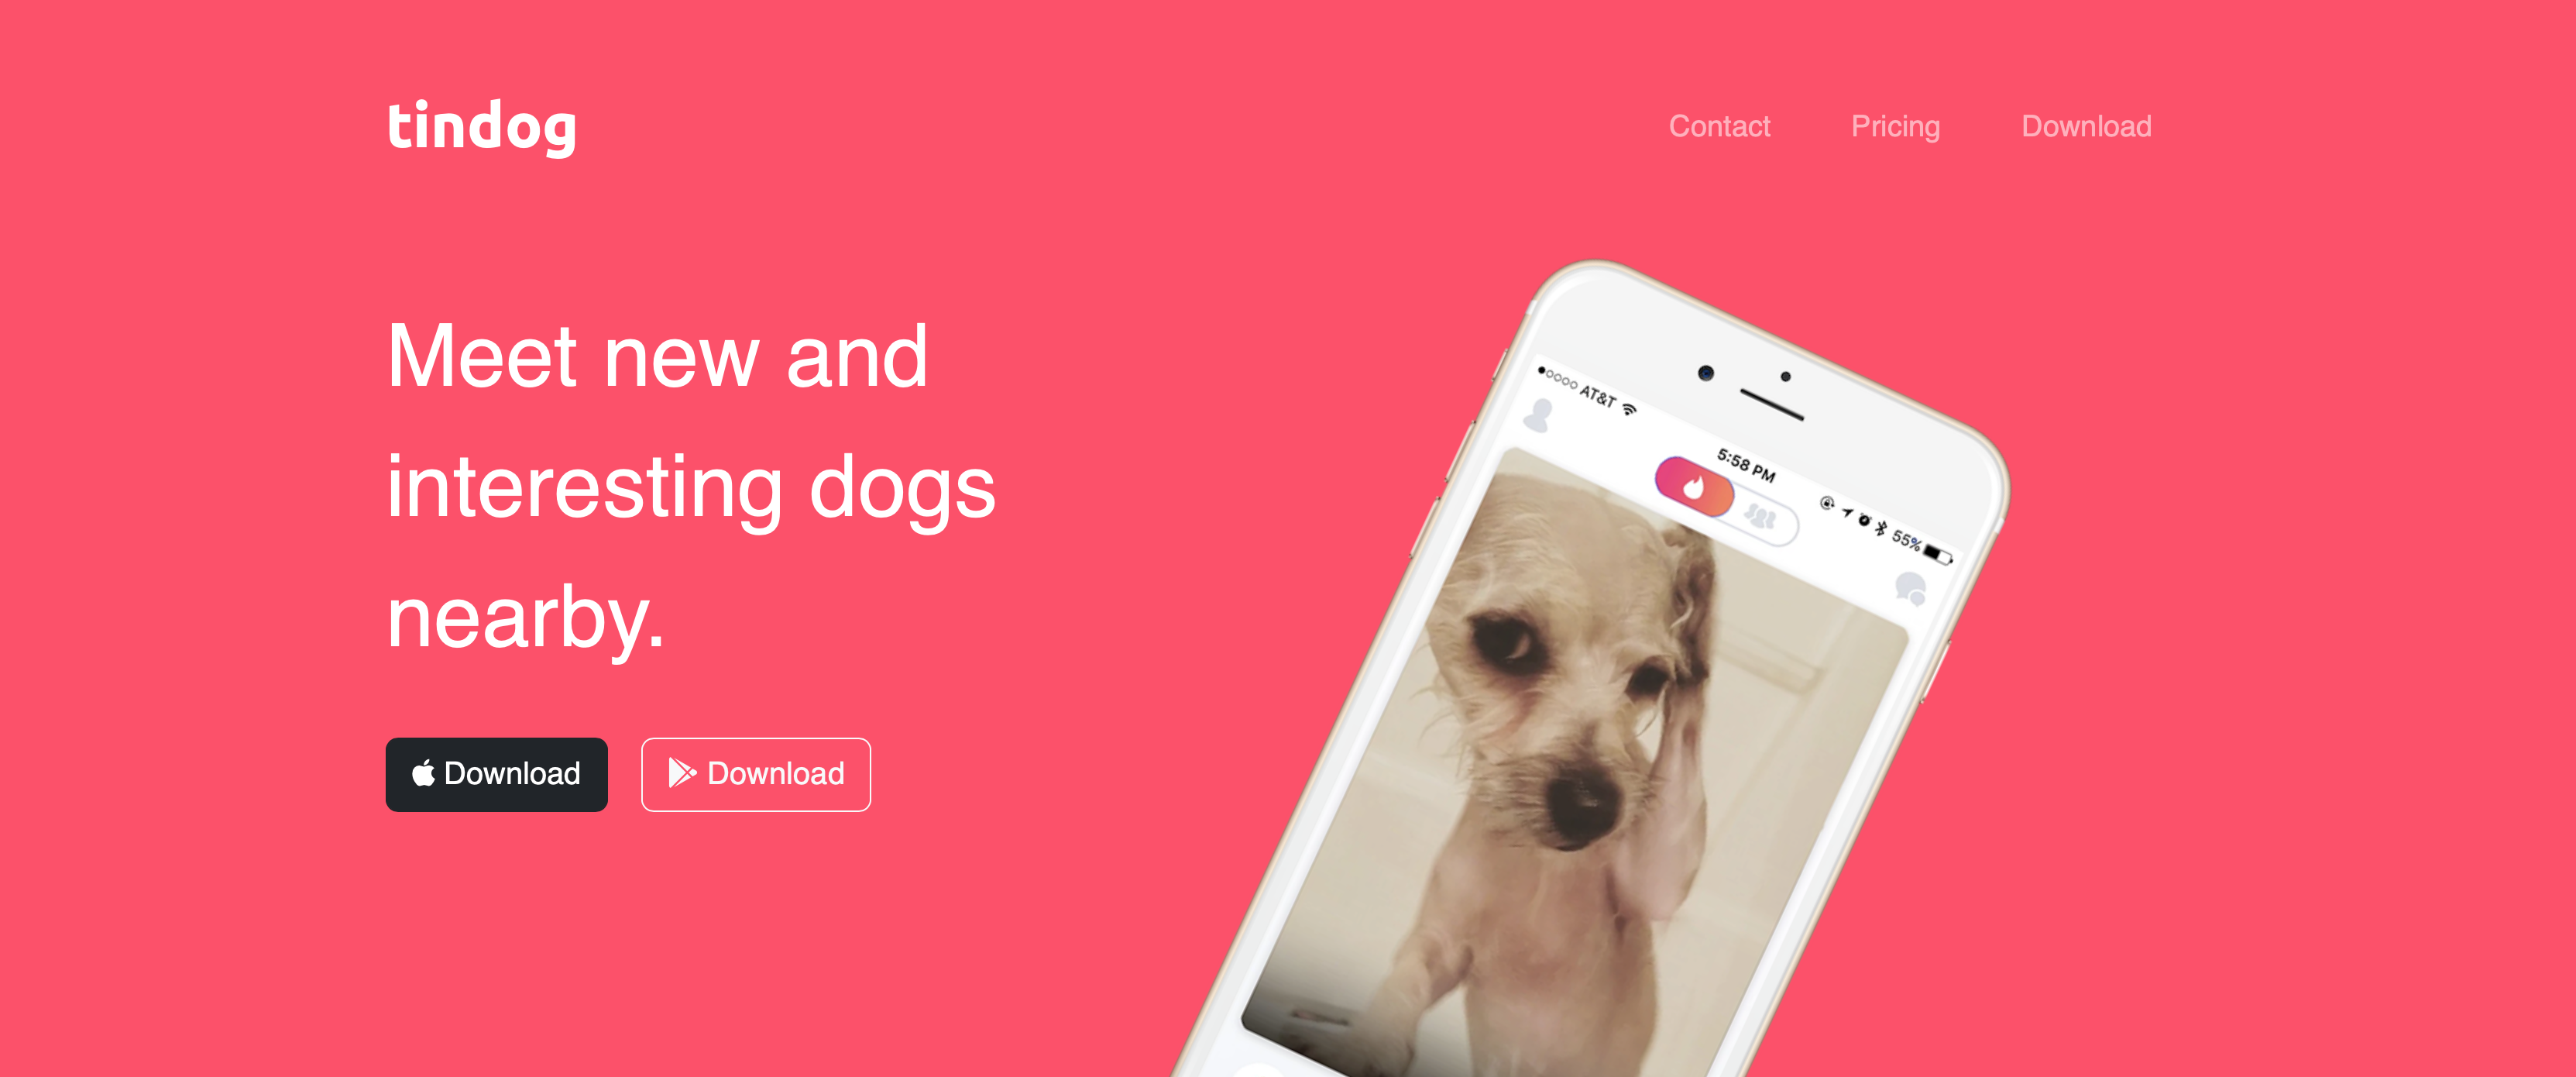 tindog
Contact Pricing Download
Meet new and
interesting dogs
nearby.
Download Download
AT&T
5:58 PM
55%